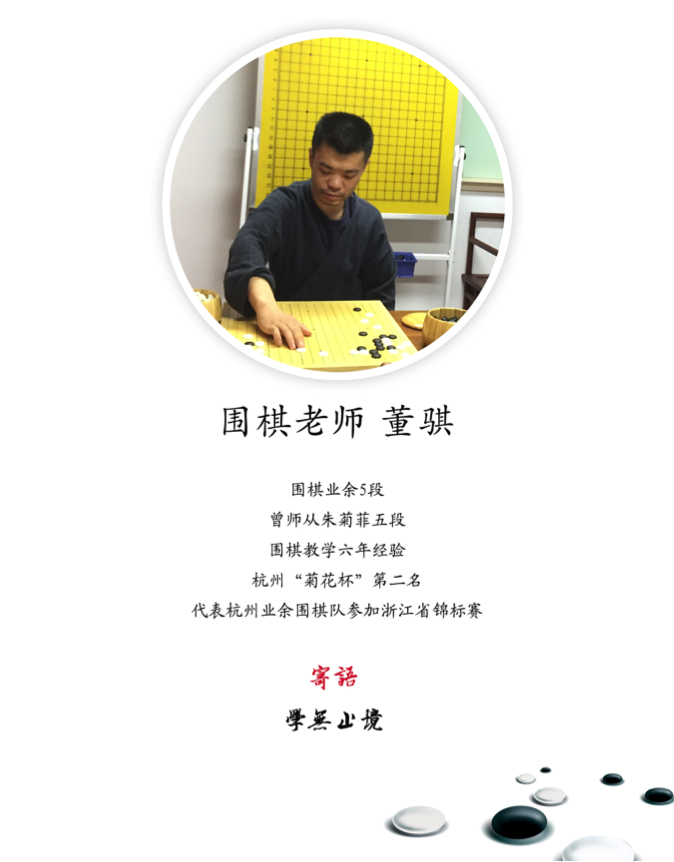 围棋老师 董骐
围棋业余5段
曾师从朱菊菲五段
围棋教学六年经验
杭州“菊花杯”第二名
代表杭州业余围棋队参加浙江省锦标赛
寄語
學無止境